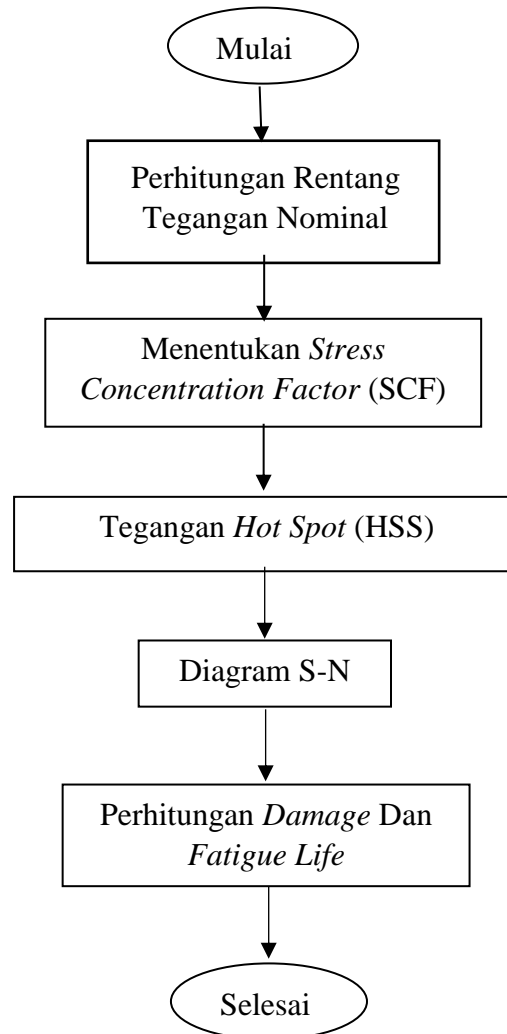 Mulai
Perhitungan Rentang
Tegangan Nominal
Menentukan Stress
Concentration Factor (SCF)
Tegangan Hot Spot (HSS)
Diagram S-N
Perhitungan Damage Dan
Fatigue Life
Selesai